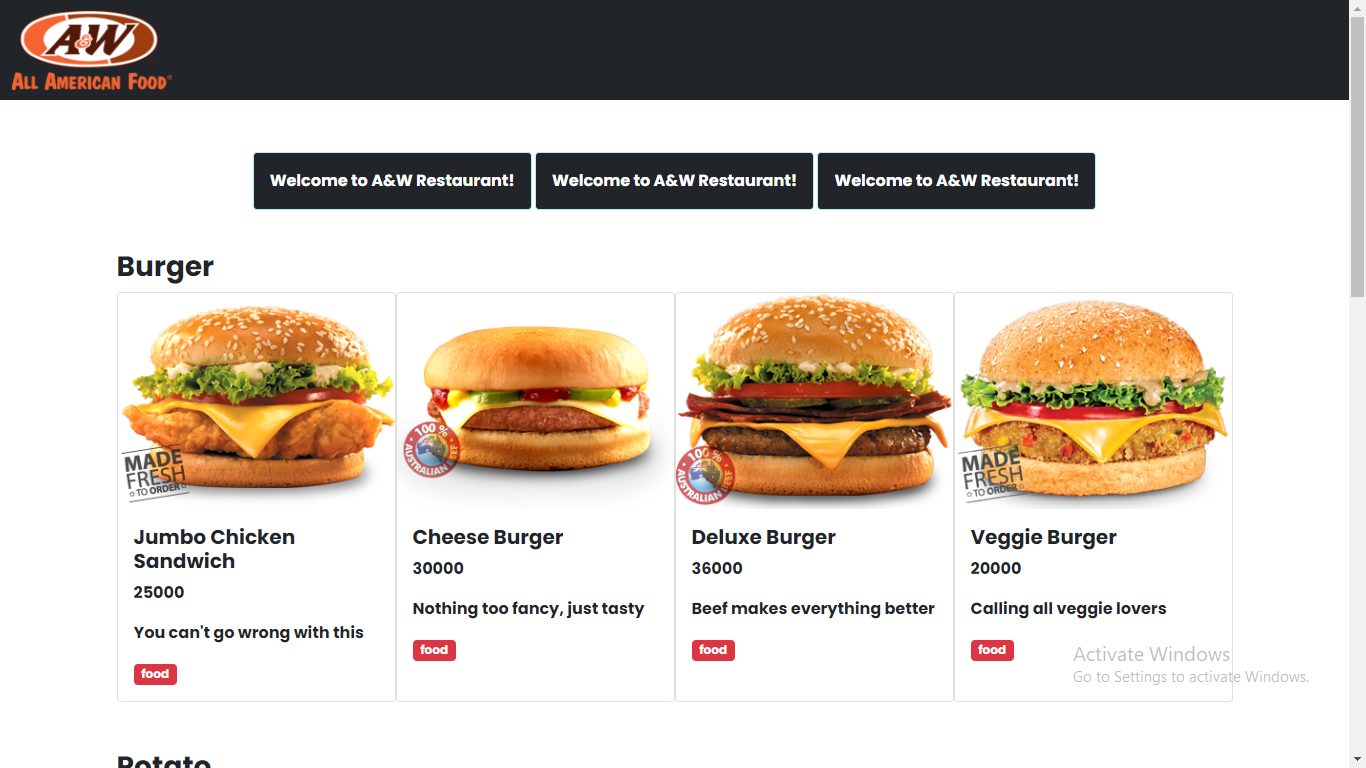 A&W
ALL AMERICAN FOOD
Welcome to A&W Restaurant! Welcome to A&W Restaurant! Welcome to A&W Restaurant!
Burger
MADE
FRESH
TO ORDER
100%
AUSTRALIAN BEEF
100%
AUSTRALIAN BEEF
MADE
FRESH
TO ORDER
Jumbo Chicken
Sandwich
25000
You can't go wrong with this
food
Cheese Burger
30000
Nothing too fancy, just tasty
food
Deluxe Burger
36000
Beef makes everything better
food
Veggie Burger
20000
Calling all veggie lovers
food
Activate Windows
Go to Settings to activate Windows.
Potato